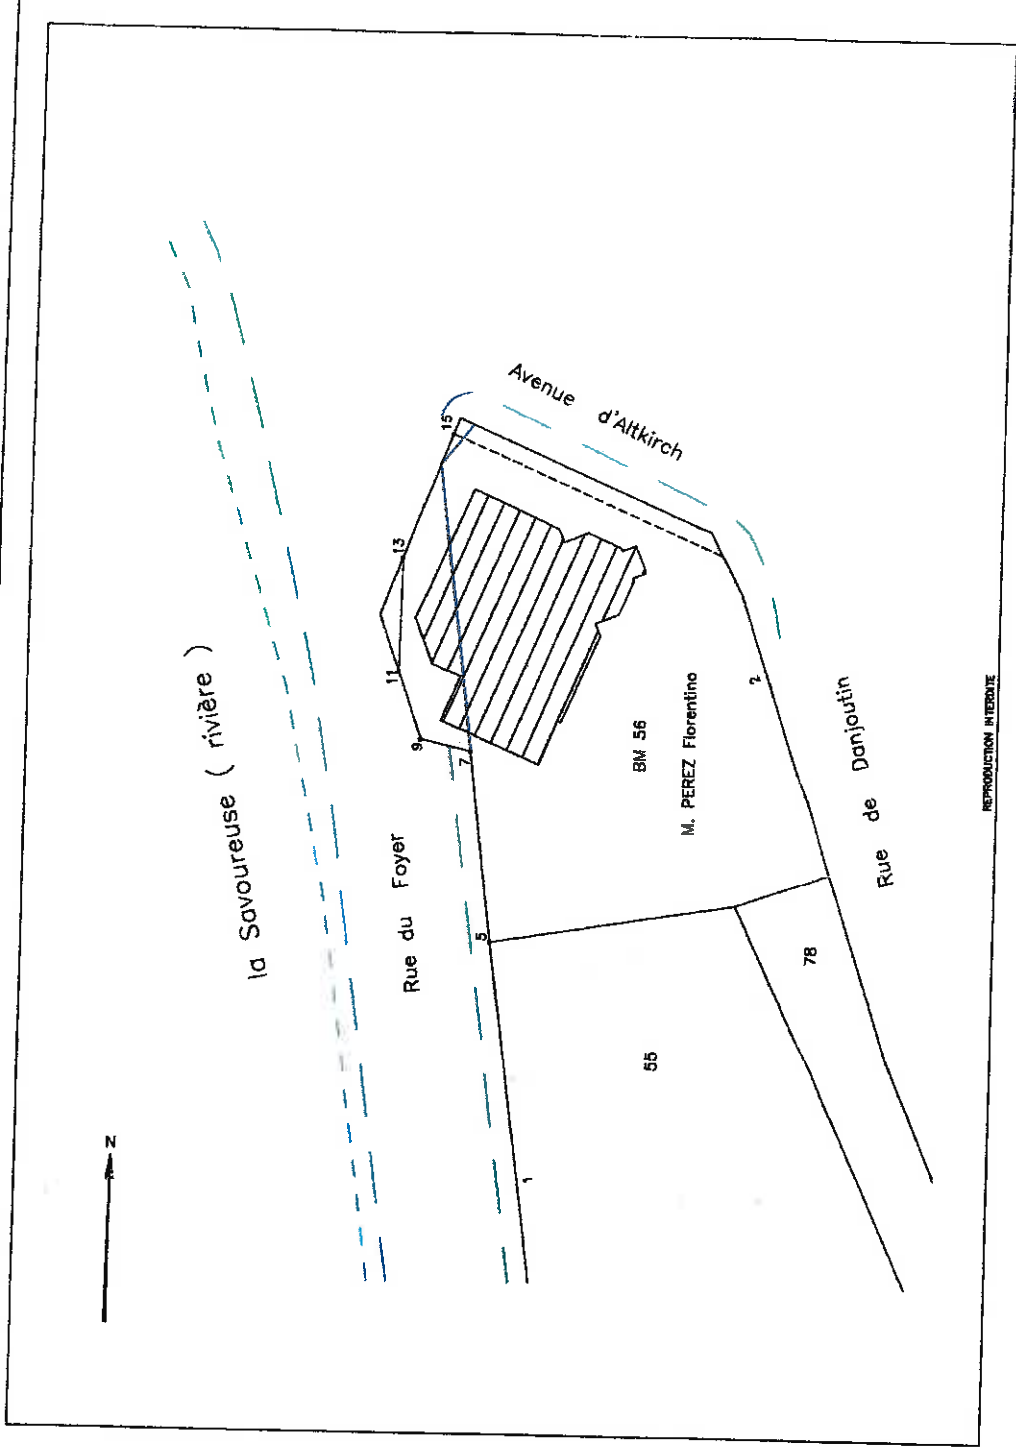 Avenue d'Altkirch
15
13
11
9
7
la Savoureuse ( rivière )
Rue du Foyer
5
1
BM 56
M. PEREZ Florentino
2
Rue de Danjoutin
78
55
N
REPRODUCTION INTERDITE